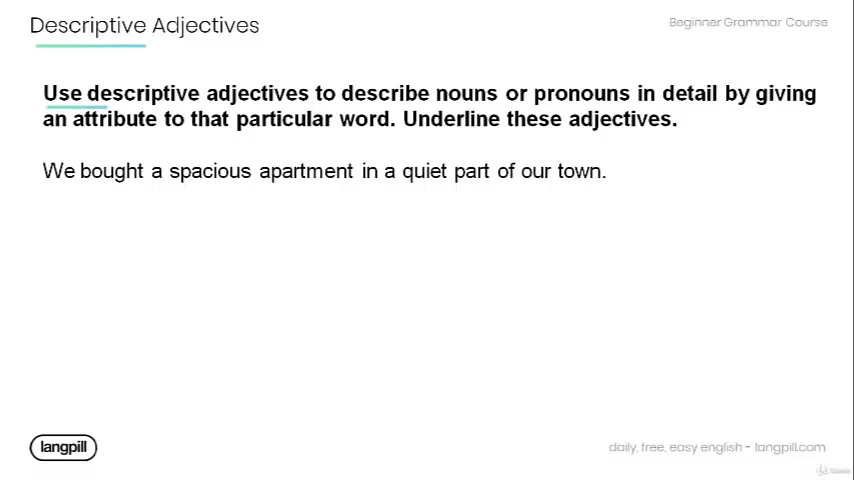 Descriptive Adjectives
Beginner Grammar Course
Use descriptive adjectives to describe nouns or pronouns in detail by giving
an attribute to that particular word. Underline these adjectives.
We bought a spacious apartment in a quiet part of our town.
langpill
daily, free, easy english - langpill.com